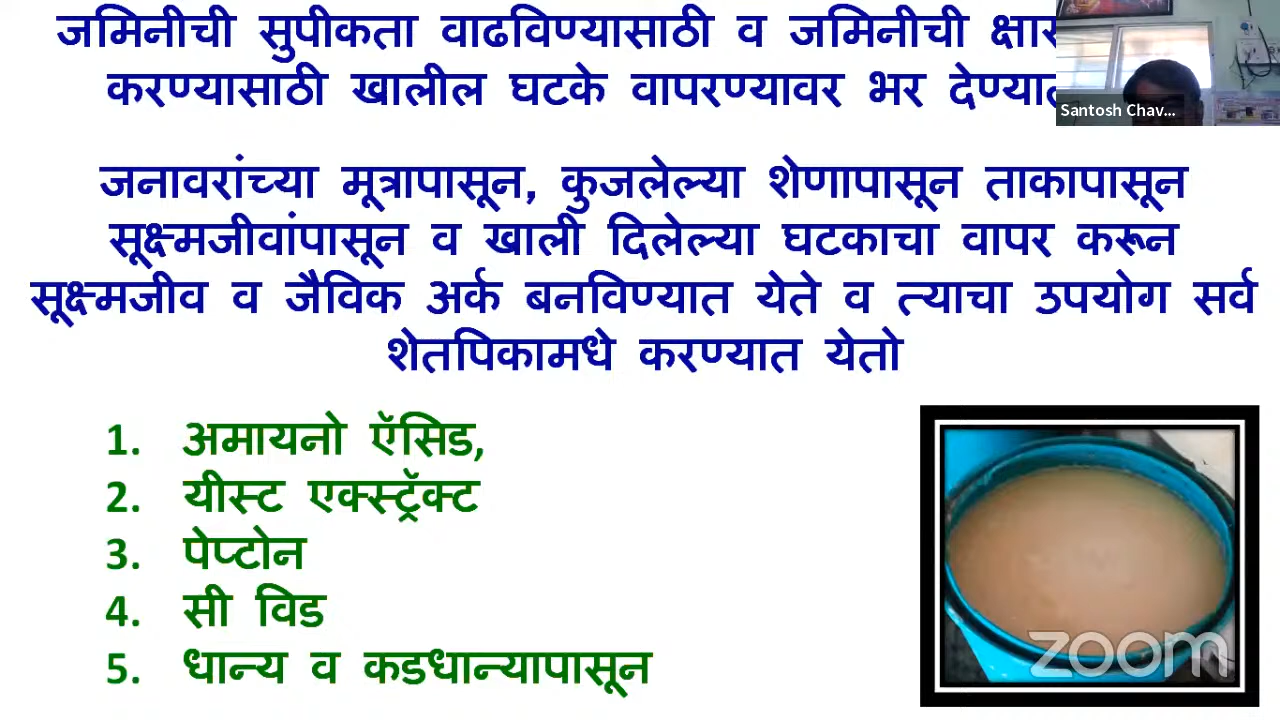 जमिनीची सुपीकता वाढविण्यासाठी व जमिनीची
करण्यासाठी खालील घटके वापरण्यावर भर
Santosh Chav...
जनावरांच्या मूत्रापासून, कुजलेल्या शेणापासून ताकापासून
सूक्ष्मजीवांपासून व खाली दिलेल्या घटकाचा वापर करून
सूक्ष्मजीव व जैविक अर्क बनविण्यात येते व त्याचा उपयोग सर्व
शेतपिकामधे करण्यात येतो
1. अमायनो ऍसिड,
2. यीस्ट एक्स्ट्रॅक्ट
3. पेप्टोन
4. सी विड
5. धान्य व कडधान्यापासून
zoom